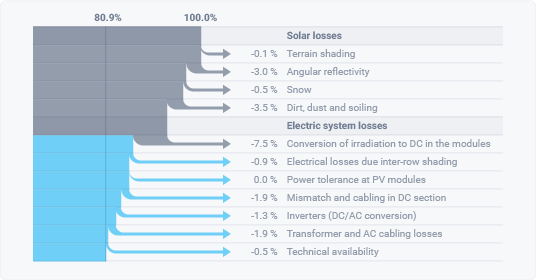 80.9% 100.0%
Solar losses
-0.1 % Terrain shading
-3.0 % Angular reflectivity
-0.5 % Snow
-3.5 % Dirt, dust and soiling
Electric system losses
-7.5 % Conversion of irradiation to DC in the modules
-0.9 % Electrical losses due inter-row shading
0.0 % Power tolerance at PV modules
-1.9 % Mismatch and cabling in DC section
-1.3 % Inverters (DC/AC conversion)
-1.9 % Transformer and AC cabling losses
-0.5 % Technical availability